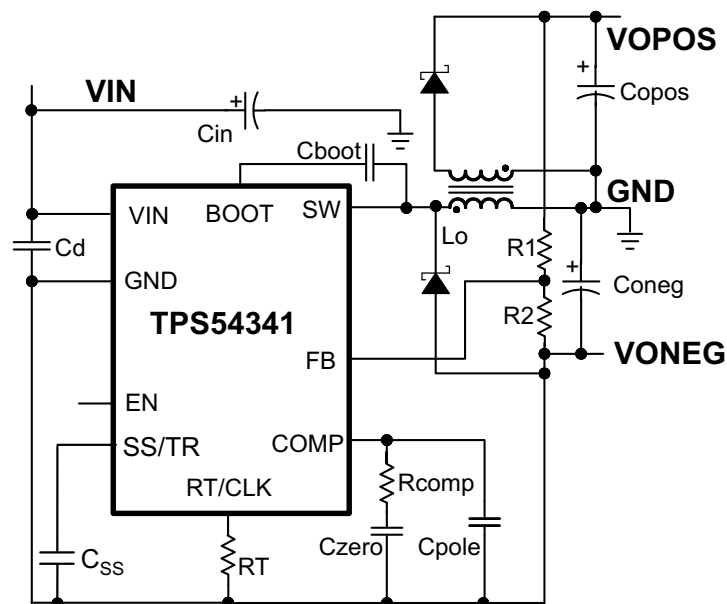 VOPOS
VIN
+
Cin
+
Copos
Cboot
GND
VIN
BOOT
SW
Lo
Cd
R1
+
Coneg
GND
TPS54341
R2
FB
VONEG
EN
SS/TR
COMP
RT/CLK
Rcomp
CSS
RT
Czero
Cpole